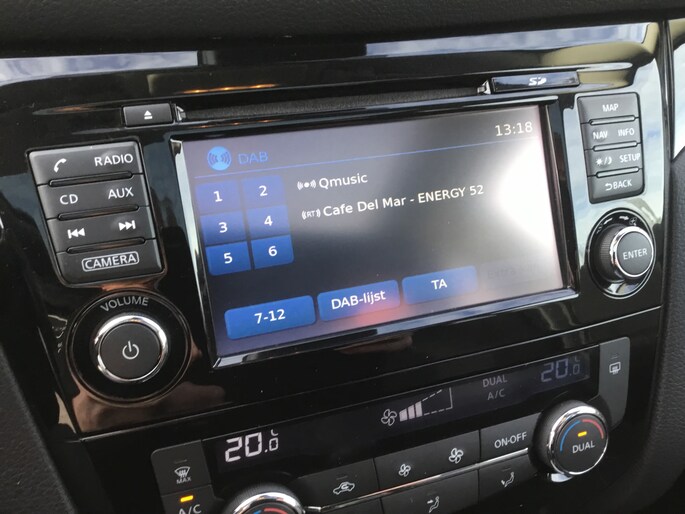 SD
13:18
DAB
RADIO
CD AUX
CAMERA
VOLUME
1 2
3 4
5 6
Qmusic
(RT) Cafe Del Mar - ENERGY 52
7-12 DAB-lijst TA
MAP
NAV INFO
SETUP
BACK
ENTER
20.0°C
DUAL
A/C
20.0
MAX
A/C
ON-OFF
DUAL